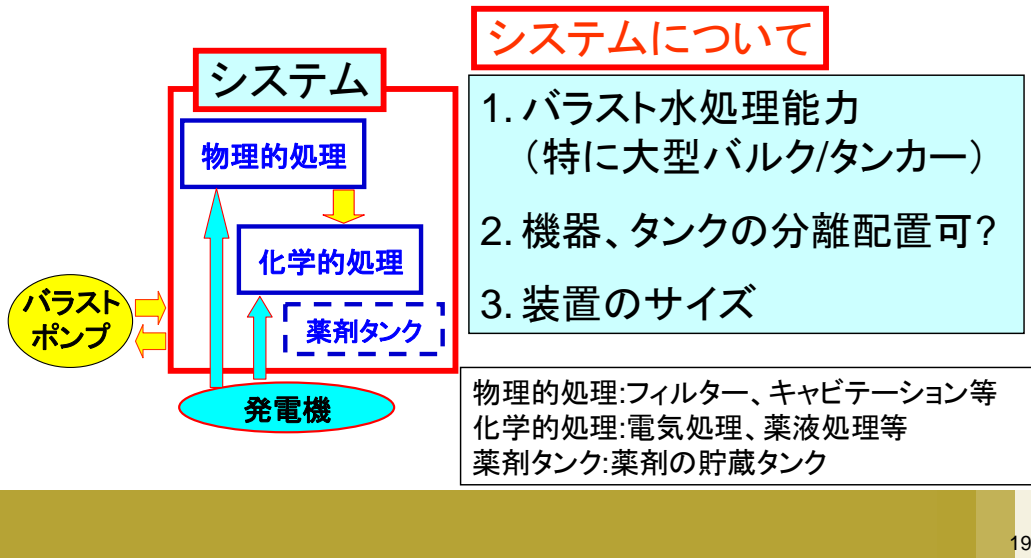 システムについて
システム
物理的処理
化学的処理
薬剤タンク
バラスト
ポンプ
発電機
1. バラスト水処理能力
（特に大型バルク/タンカー）
2. 機器、タンクの分離配置可?
3. 装置のサイズ
物理的処理:フィルター、キャビテーション等
化学的処理:電気処理、薬液処理等
薬剤タンク:薬剤の貯蔵タンク
19